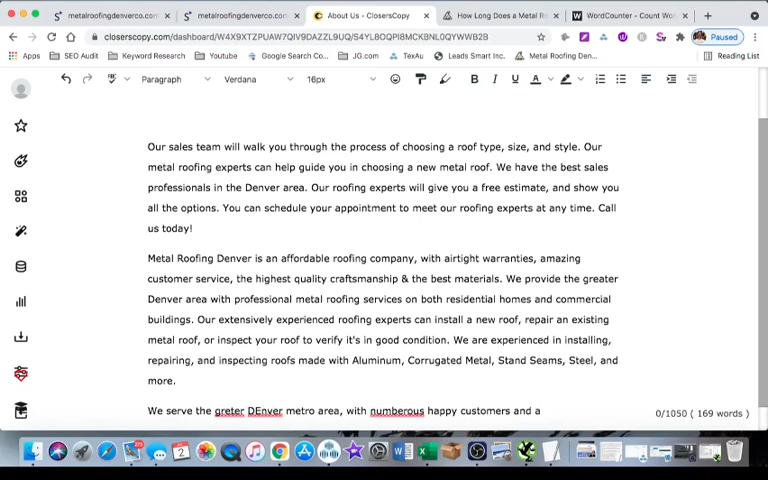 metalroofingdenverco.com
metalroofingdenverco.com
About Us - ClosersCopy
How Long Does a Metal R
WordCounter - Count Wo
closerscopy.com/dashboard/W4X9XTZPUAW7QIV9DAZZL9UQ/S4YL8OQPI8MCKBNL0QYWWB2B
Paused
Apps
SEO Audit
Keyword Research
Youtube
Google Search Co...
JG.com
TexAu
Leads Smart Inc.
Metal Roofing Den...
Reading List
Paragraph
Verdana
16px
B
I
U
A
Our sales team will walk you through the process of choosing a roof type, size, and style. Our
metal roofing experts can help guide you in choosing a new metal roof. We have the best sales
professionals in the Denver area. Our roofing experts will give you a free estimate, and show you
all the options. You can schedule your appointment to meet our roofing experts at any time. Call
us today!
Metal Roofing Denver is an affordable roofing company, with airtight warranties, amazing
customer service, the highest quality craftsmanship & the best materials. We provide the greater
Denver area with professional metal roofing services on both residential homes and commercial
buildings. Our extensively experienced roofing experts can install a new roof, repair an existing
metal roof, or inspect your roof to verify it's in good condition. We are experienced in installing,
repairing, and inspecting roofs made with Aluminum, Corrugated Metal, Stand Seams, Steel, and
more.
We serve the greter DEnver metro area, with numberous happy customers and a
0/1050 ( 169 words )